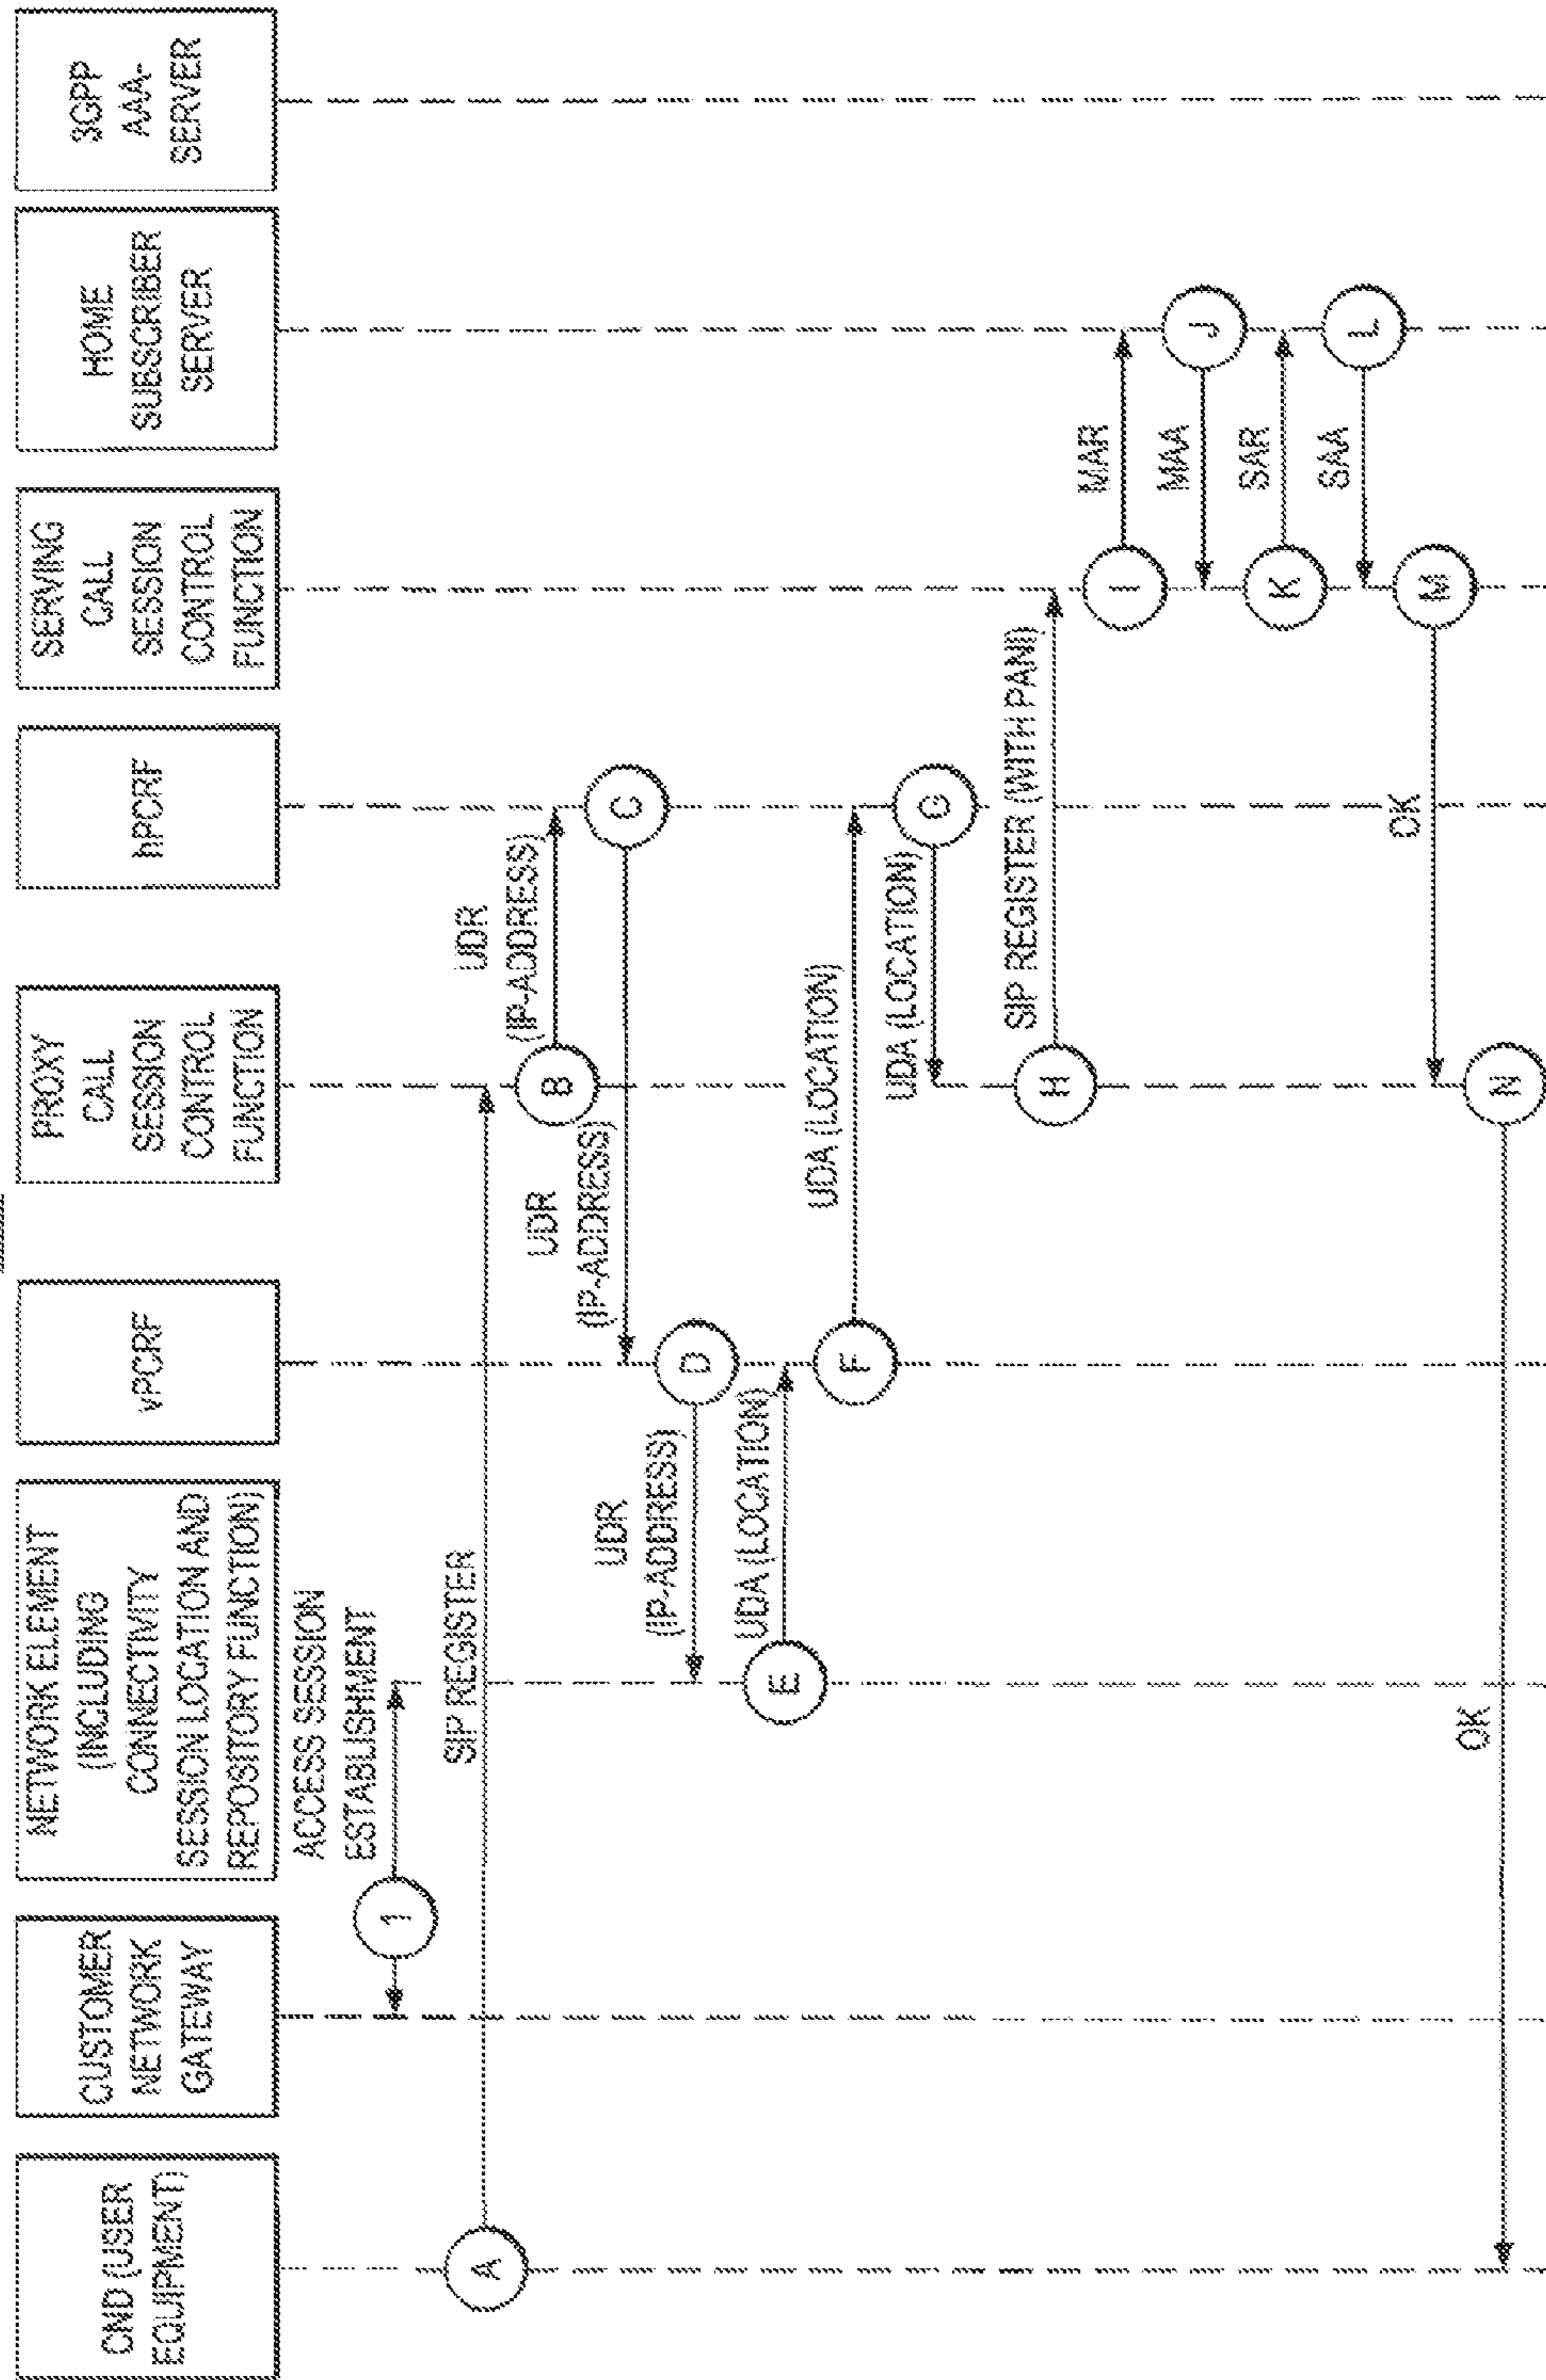 CND (USER
EQUIPMENT)
CUSTOMER
NETWORK
GATEWAY
NETWORK ELEMENT
(INCLUDING
CONNECTIVITY
SESSION LOCATION AND
REPOSITORY FUNCTION)
vPCRF
PROXY
CALL
SESSION
CONTROL
FUNCTION
hPCRF
SERVING
CALL
SESSION
CONTROL
FUNCTION
HOME
SUBSCRIBER
SERVER
3GPP
AAA-
SERVER
1
ACCESS SESSION
ESTABLISHMENT
A
SIP REGISTER
B
UDR
(IP-ADDRESS)
C
UDR
(IP-ADDRESS)
D
UDR
(IP-ADDRESS)
E
UDA (LOCATION)
F
UDA (LOCATION)
G
UDA (LOCATION)
H
SIP REGISTER (WITH PANI)
I
MAR
J
MAA
K
SAR
L
SAA
M
OK
N
OK